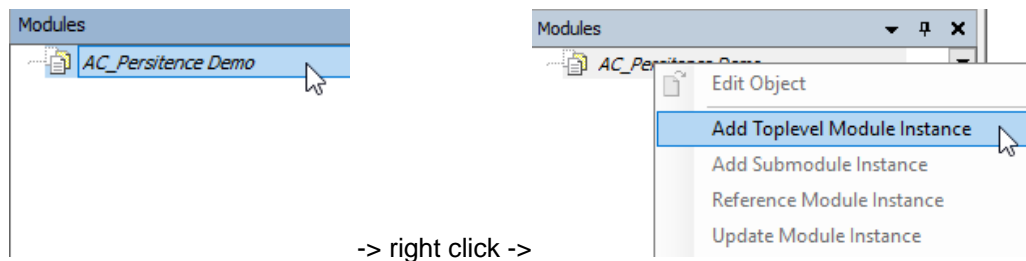 Modules
AC_Persitence Demo
-> right click ->
Modules
Edit Object
Add Toplevel Module Instance
Add Submodule Instance
Reference Module Instance
Update Module Instance